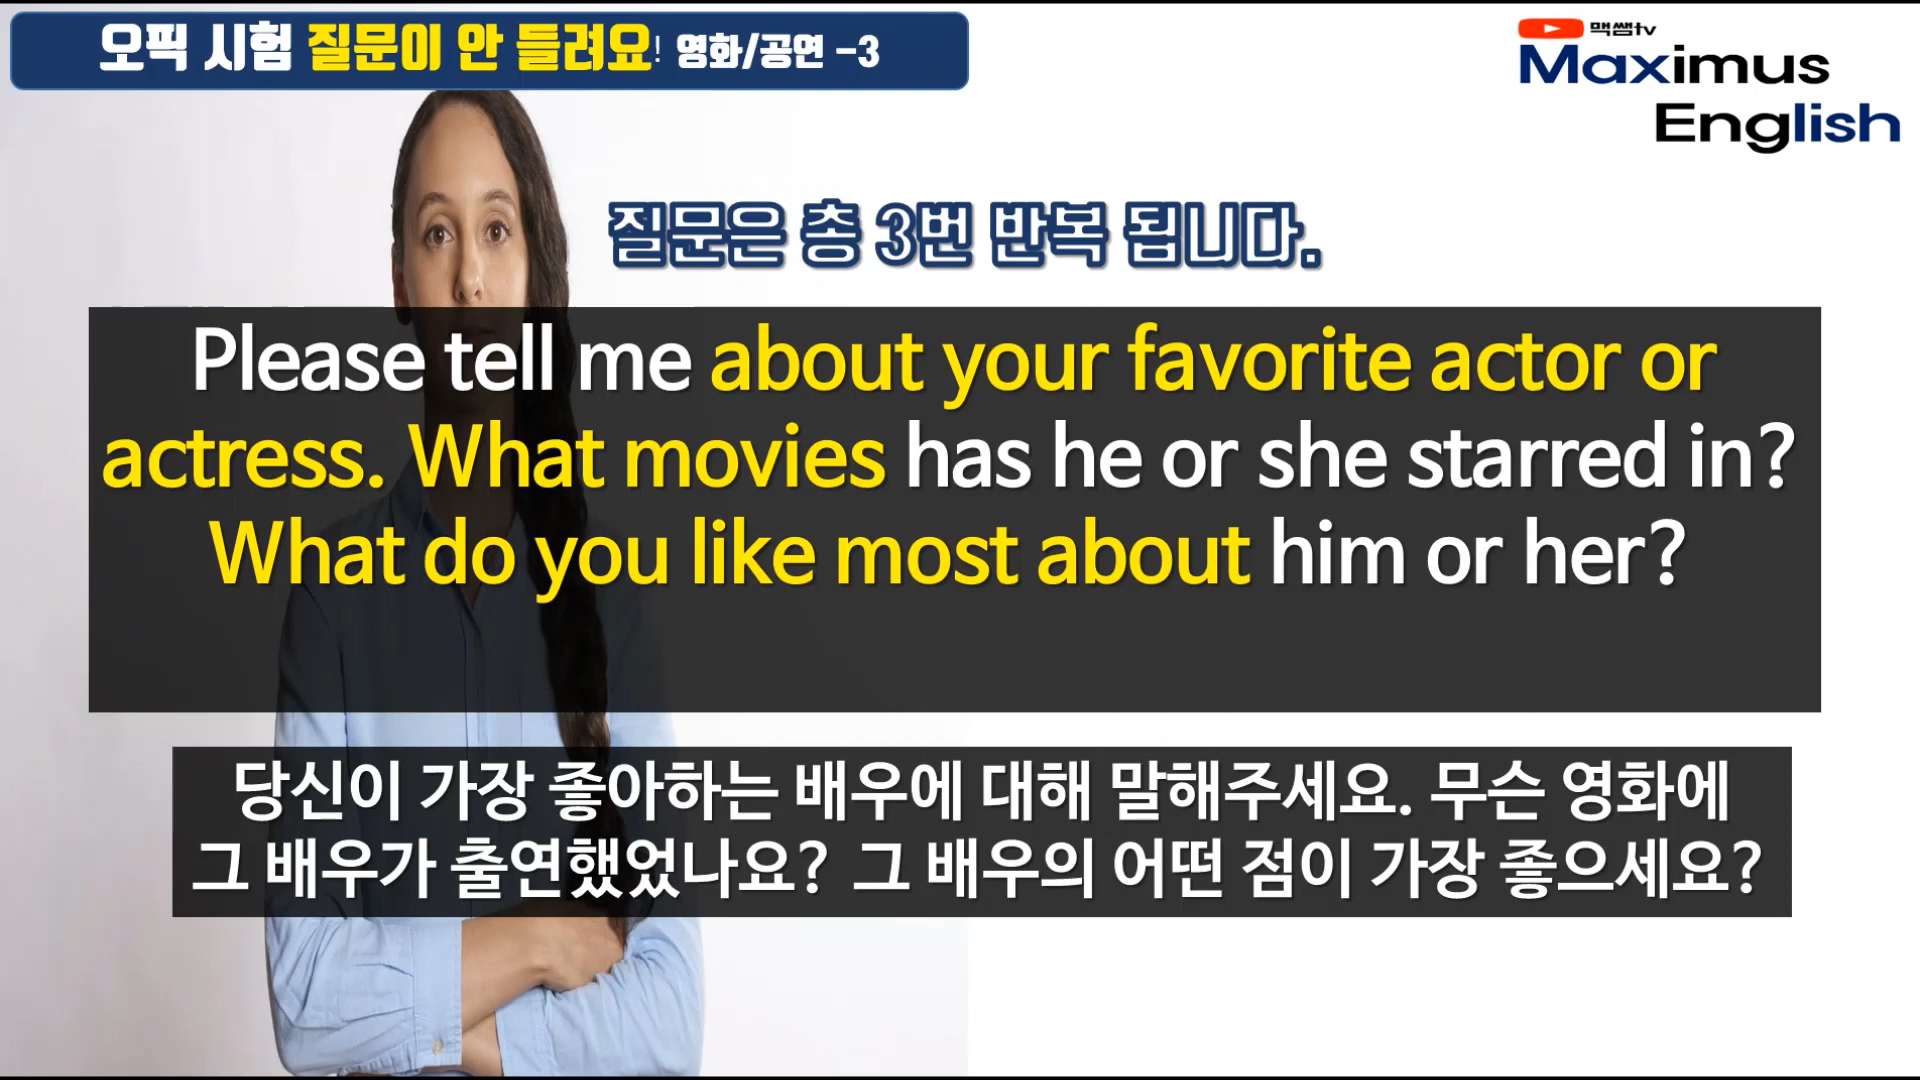 오픽 시험 질문이 안 들려요! 영화/공연 -3
맥쌤tv
Maximus
English
질문은 총 3번 반복 됩니다.
Please tell me about your favorite actor or
actress. What movies has he or she starred in?
What do you like most about him or her?
당신이 가장 좋아하는 배우에 대해 말해주세요. 무슨 영화에
그 배우가 출연했었나요? 그 배우의 어떤 점이 가장 좋으세요?